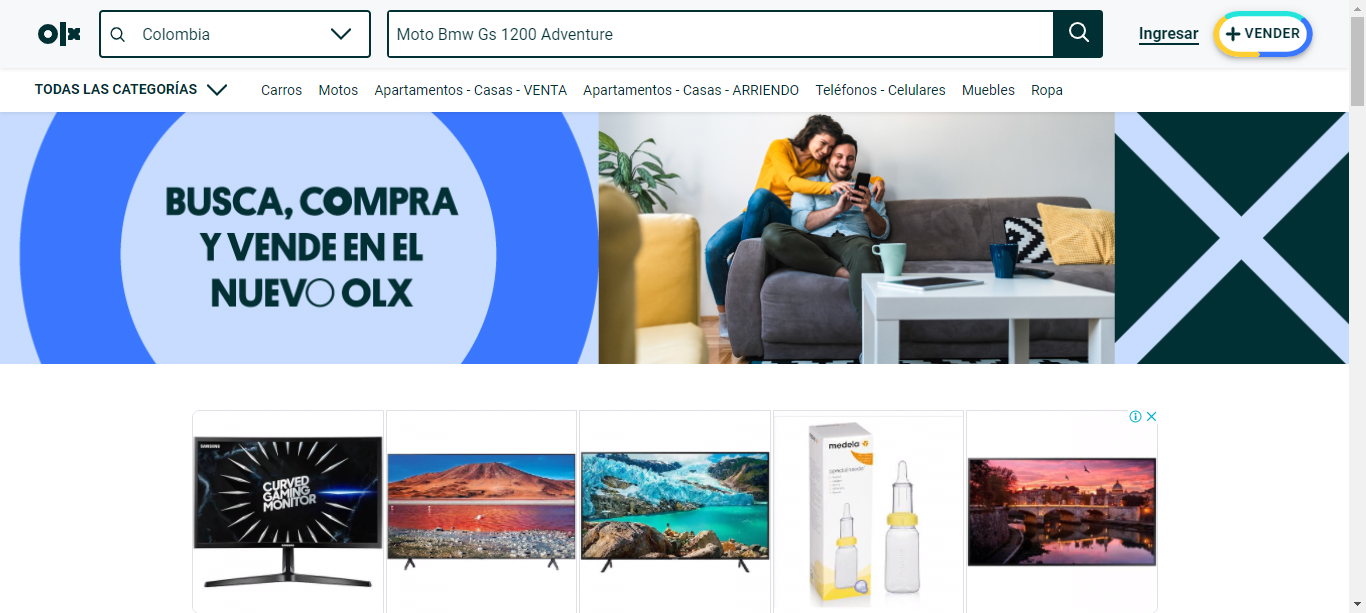 olx
Colombia
Moto Bmw Gs 1200 Adventure
Ingresar
VENDER
TODAS LAS CATEGORÍAS
Carros
Motos
Apartamentos - Casas - VENTA
Apartamentos - Casas - ARRIENDO
Teléfonos - Celulares
Muebles
Ropa
BUSCA, COMPRA
Y VENDE EN EL
NUEVO OLX
SAMSUNG
CURVED
GAMING
MONITOR
medela